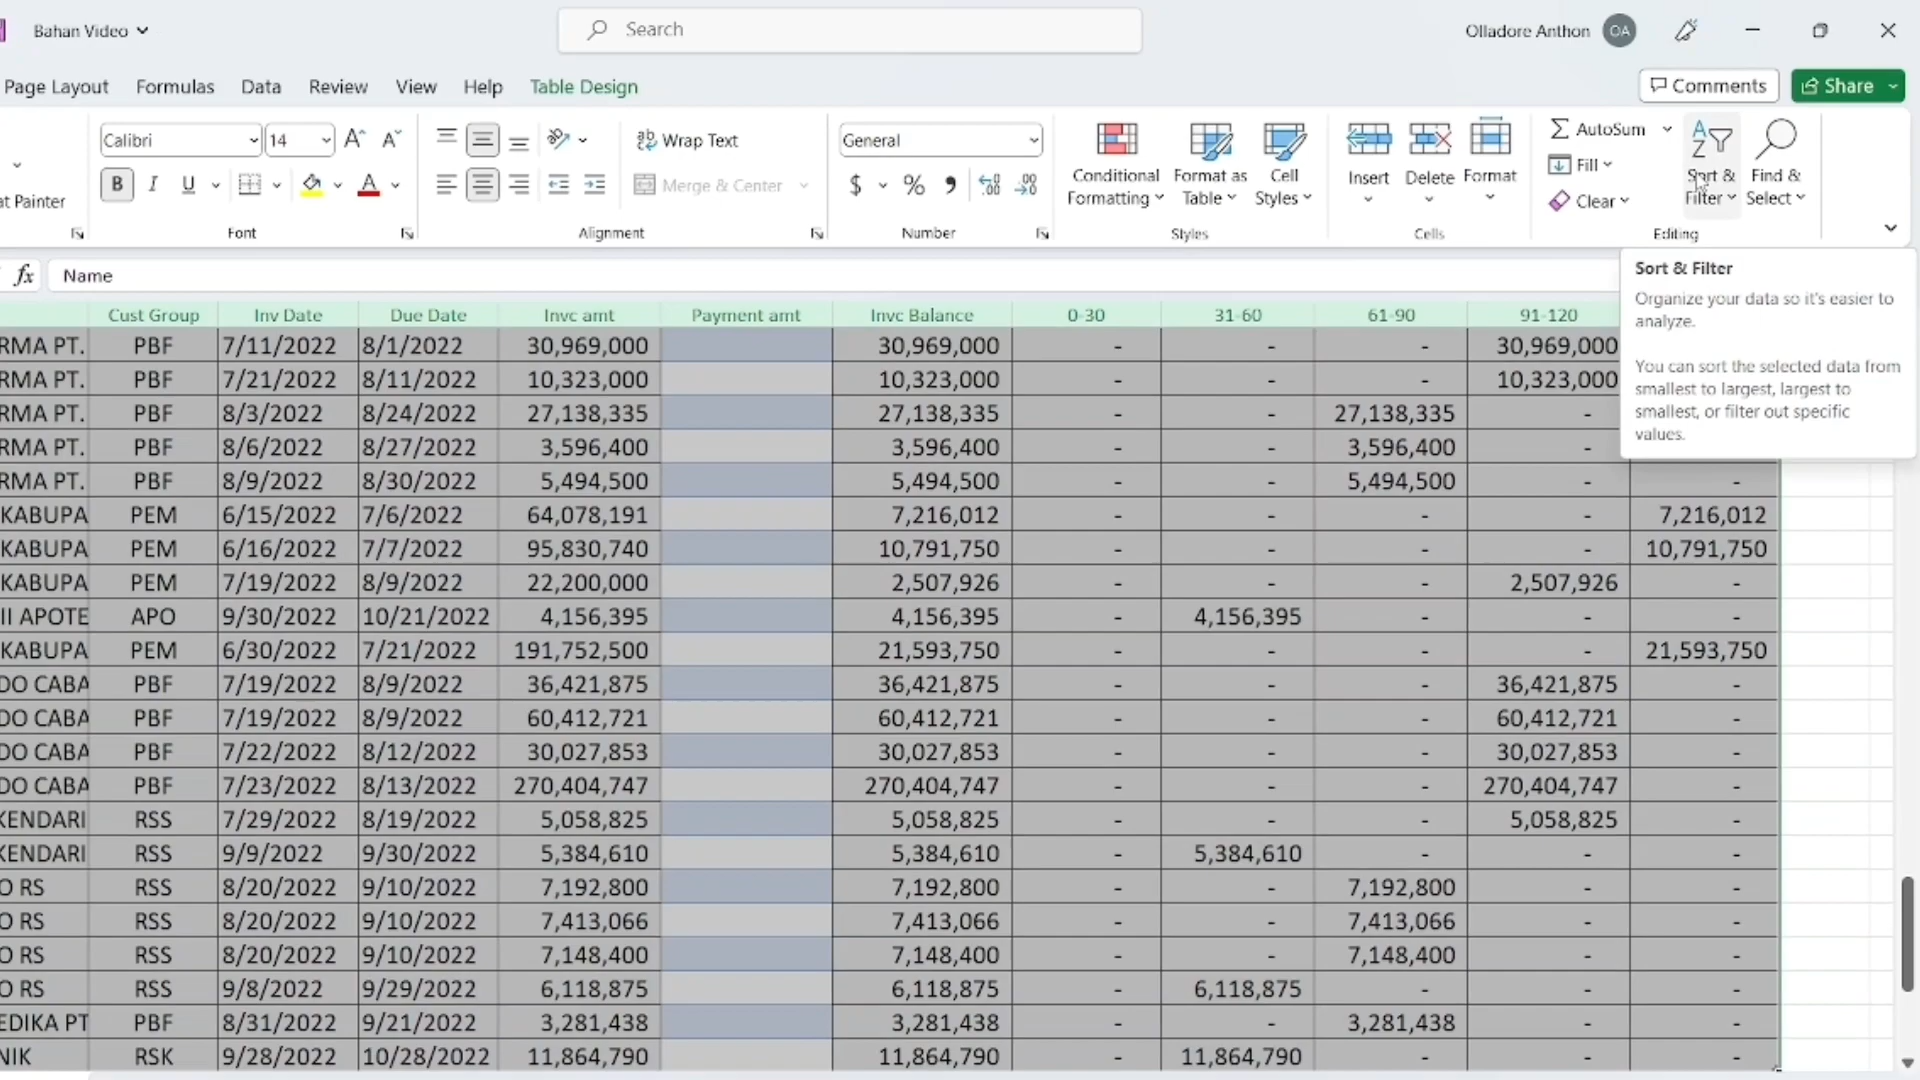 Bahan Video
Search
Olladore Anthon
OA
Page Layout Formulas Data Review View Help Table Design
Comments
Share
Calibri 14 A^ Aˇ
ab Wrap Text
General
Conditional Formatting
Format as Table
Cell Styles
Insert
Delete
Format
AutoSum
Fill
Clear
Sort & Filter
Find & Select
at Painter
B I U A
Merge & Center
$ % 9
Font Alignment Number Styles Cells Editing
fx Name
Sort & Filter
Organize your data so it's easier to
analyze.
You can sort the selected data from
smallest to largest, largest to
smallest, or filter out specific
values.
Cust Group Inv Date Due Date Invc amt Payment amt Invc Balance 0-30 31-60 61-90 91-120
RMA PT. PBF 7/11/2022 8/1/2022 30,969,000 30,969,000 - - - 30,969,000
RMA PT. PBF 7/21/2022 8/11/2022 10,323,000 10,323,000 - - - 10,323,000
RMA PT. PBF 8/3/2022 8/24/2022 27,138,335 27,138,335 - - 27,138,335 -
RMA PT. PBF 8/6/2022 8/27/2022 3,596,400 3,596,400 - - 3,596,400 -
RMA PT. PBF 8/9/2022 8/30/2022 5,494,500 5,494,500 - - 5,494,500 - -
KABUPA PEM 6/15/2022 7/6/2022 64,078,191 7,216,012 - - - - 7,216,012
KABUPA PEM 6/16/2022 7/7/2022 95,830,740 10,791,750 - - - - 10,791,750
KABUPA PEM 7/19/2022 8/9/2022 22,200,000 2,507,926 - - - 2,507,926 -
II APOTE APO 9/30/2022 10/21/2022 4,156,395 4,156,395 - 4,156,395 - - -
KABUPA PEM 6/30/2022 7/21/2022 191,752,500 21,593,750 - - - - 21,593,750
DO CABA PBF 7/19/2022 8/9/2022 36,421,875 36,421,875 - - - 36,421,875 -
DO CABA PBF 7/19/2022 8/9/2022 60,412,721 60,412,721 - - - 60,412,721 -
DO CABA PBF 7/22/2022 8/12/2022 30,027,853 30,027,853 - - - 30,027,853 -
DO CABA PBF 7/23/2022 8/13/2022 270,404,747 270,404,747 - - - 270,404,747 -
KENDARI RSS 7/29/2022 8/19/2022 5,058,825 5,058,825 - - - 5,058,825 -
KENDARI RSS 9/9/2022 9/30/2022 5,384,610 5,384,610 - 5,384,610 - - -
O RS RSS 8/20/2022 9/10/2022 7,192,800 7,192,800 - - 7,192,800 - -
O RS RSS 8/20/2022 9/10/2022 7,413,066 7,413,066 - - 7,413,066 - -
O RS RSS 8/20/2022 9/10/2022 7,148,400 7,148,400 - - 7,148,400 - -
O RS RSS 9/8/2022 9/29/2022 6,118,875 6,118,875 - 6,118,875 - - -
EDIKA PT PBF 8/31/2022 9/21/2022 3,281,438 3,281,438 - - 3,281,438 - -
NIK RSK 9/28/2022 10/28/2022 11,864,790 11,864,790 - 11,864,790 - - -